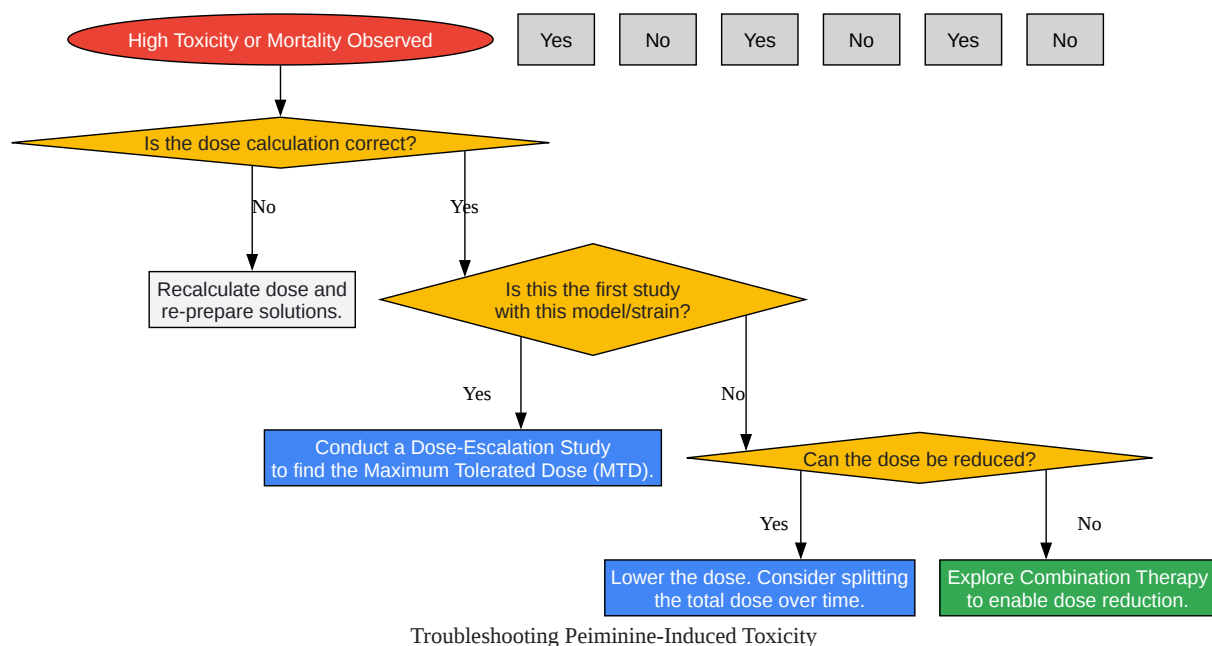 High Toxicity or Mortality Observed
Yes
No
Yes
No
Yes
No
Is the dose calculation correct?
No
Yes
Recalculate dose and
re-prepare solutions.
Is this the first study
with this model/strain?
Yes
No
Conduct a Dose-Escalation Study
to find the Maximum Tolerated Dose (MTD).
Can the dose be reduced?
Yes
No
Lower the dose. Consider splitting
the total dose over time.
Explore Combination Therapy
to enable dose reduction.
Troubleshooting Peiminine-Induced Toxicity